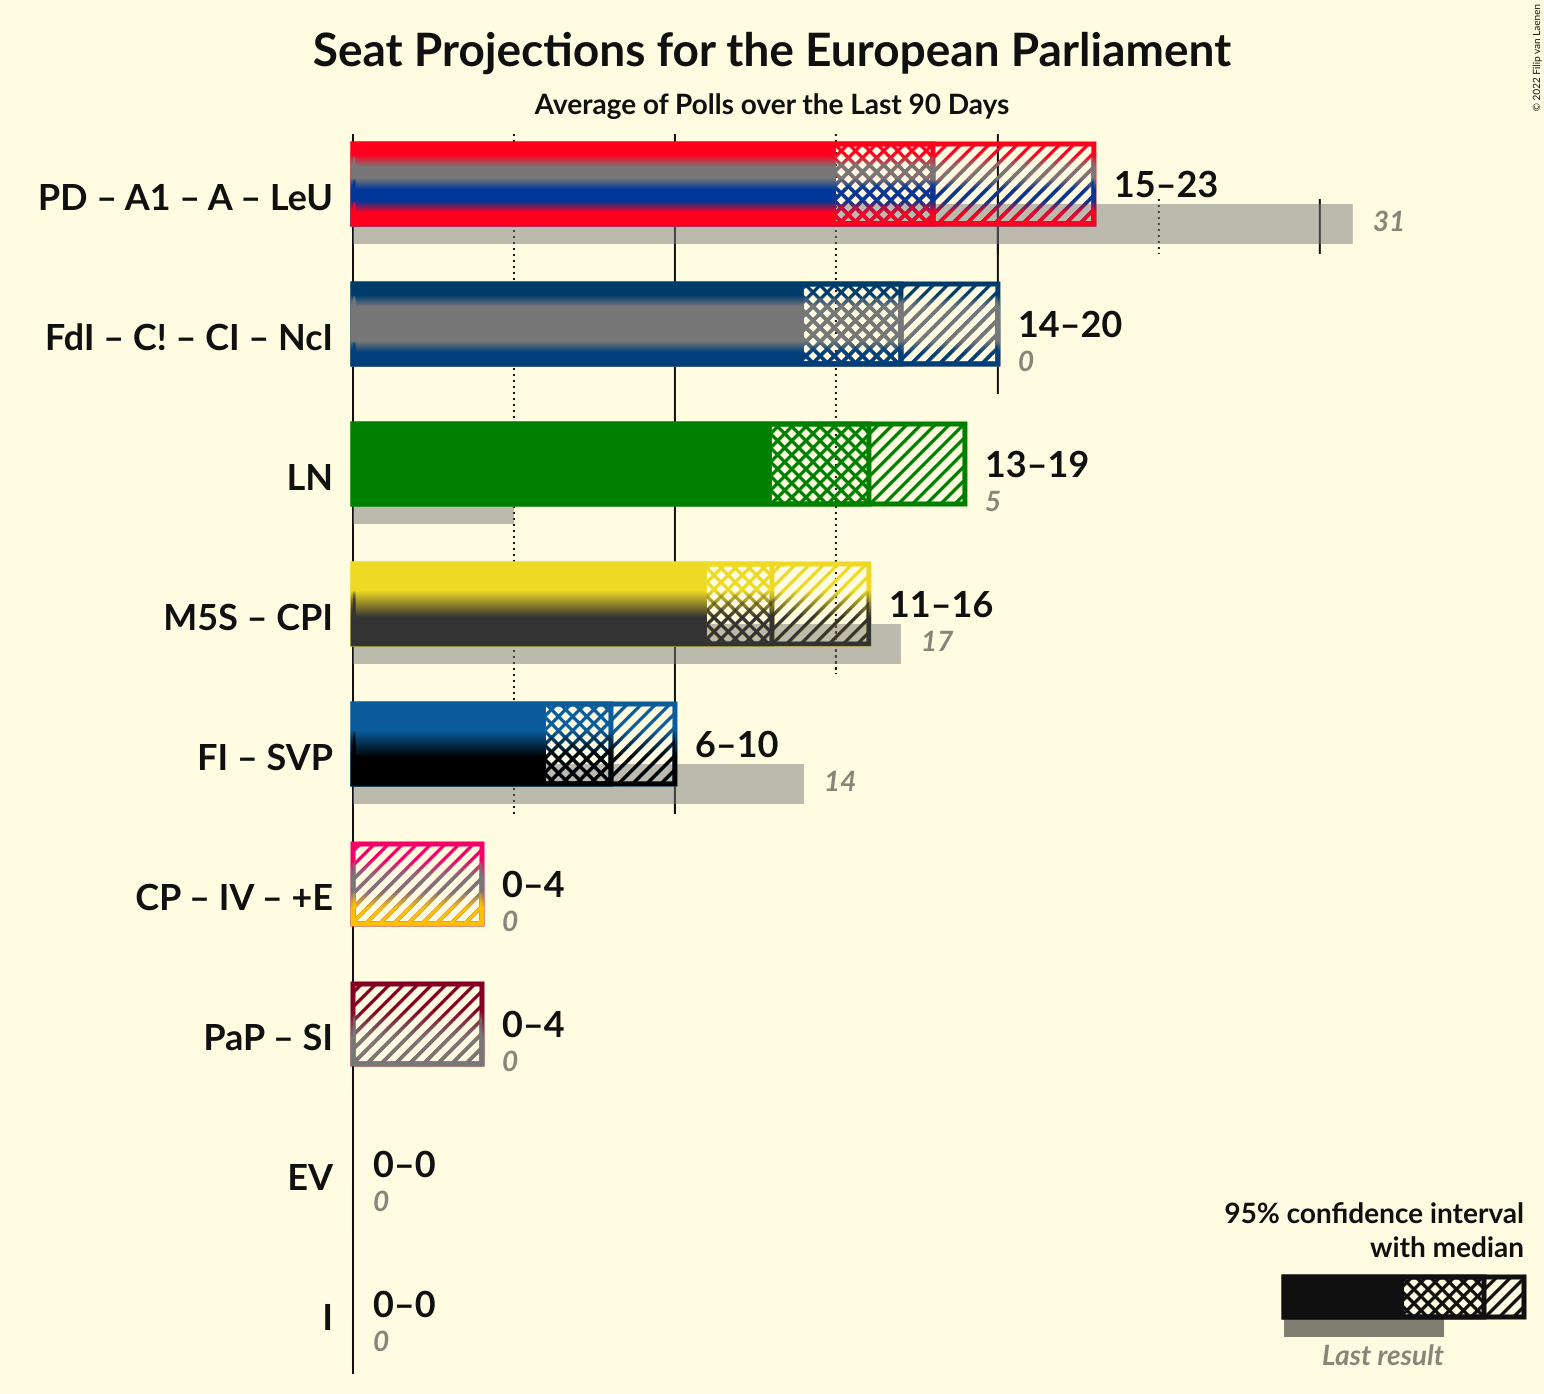 Seat Projections for the European Parliament
Average of Polls over the Last 90 Days
© 2022 Filip van Laenen
PD – A1 – A – LeU
15–23
31
FdI – C! – CI – NcI
14–20
0
LN
13–19
5
M5S – CPI
11–16
17
FI – SVP
6–10
14
CP – IV – +E
0–4
0
PaP – SI
0–4
0
EV
0–0
0
I
0–0
0
95% confidence interval
with median
Last result